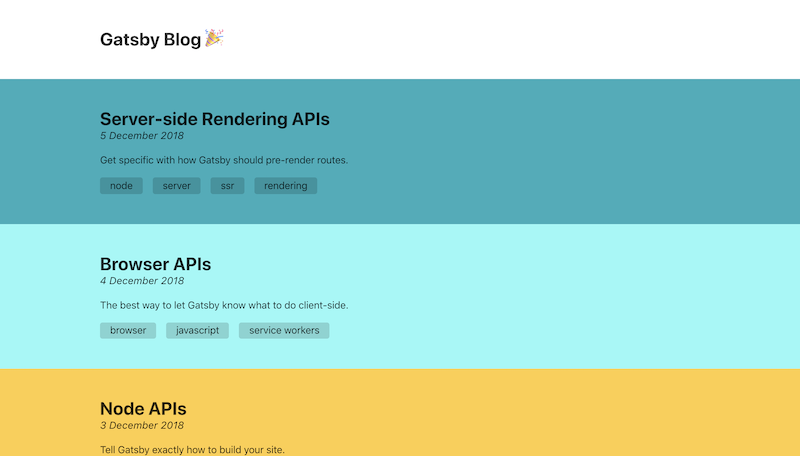 Gatsby Blog 🎉
Server-side Rendering APIs
5 December 2018
Get specific with how Gatsby should pre-render routes.
node server ssr rendering
Browser APIs
4 December 2018
The best way to let Gatsby know what to do client-side.
browser javascript service workers
Node APIs
3 December 2018
Tell Gatsby exactly how to build your site.